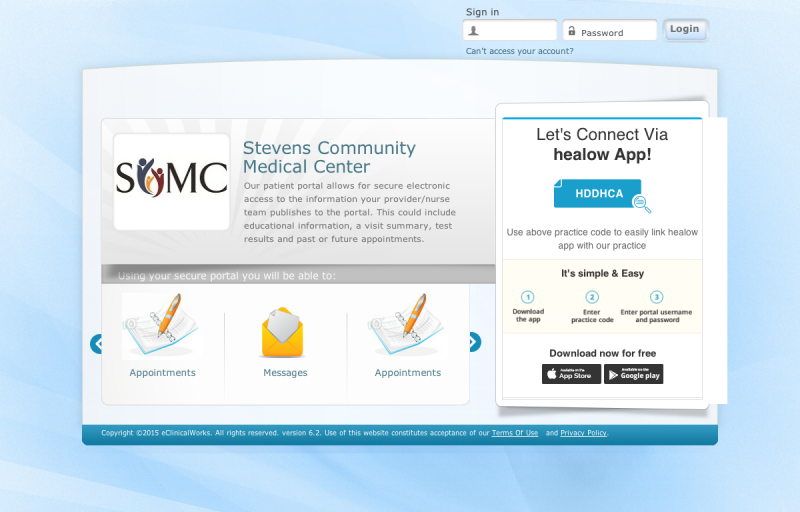 Sign in
Password
Login
Can't access your account?
SOMC
Stevens Community
Medical Center
Our patient portal allows for secure electronic
access to the information your provider/nurse
team publishes to the portal. This could include
educational information, a visit summary, test
results and past or future appointments.
Using your secure portal you will be able to:
Appointments
Messages
Appointments
Let's Connect Via
healow App!
HDDHCA
Use above practice code to easily link healow
app with our practice
It's simple & Easy
1
2
3
Download
the app
Enter
practice code
Enter portal username
and password
Download now for free
Available on the
App Store
Available on the
Google play
Copyright ©2015 eClinicalWorks. All rights reserved. version 6.2. Use of this website constitutes acceptance of our Terms Of Use and Privacy Policy.